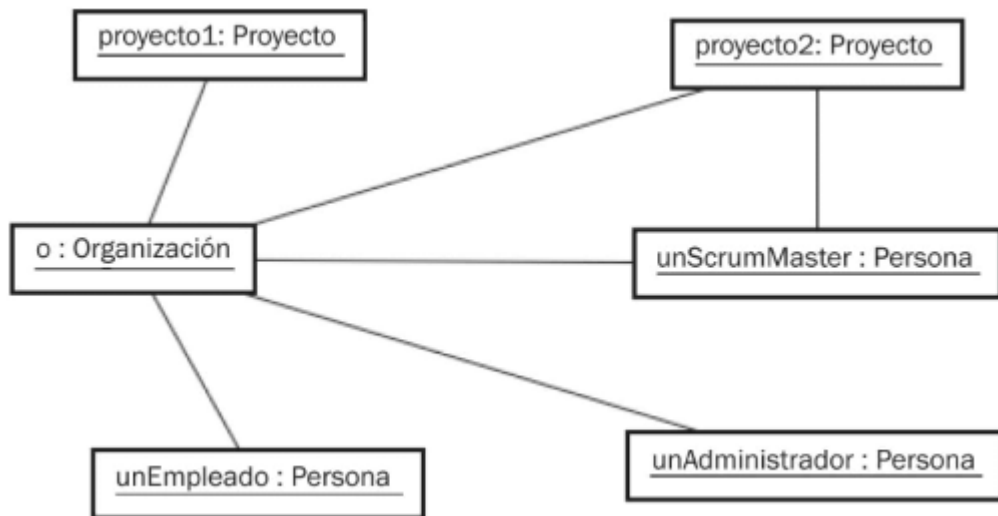 proyecto1: Proyecto
proyecto2: Proyecto
o : Organización
unScrumMaster : Persona
unEmpleado : Persona
unAdministrador : Persona